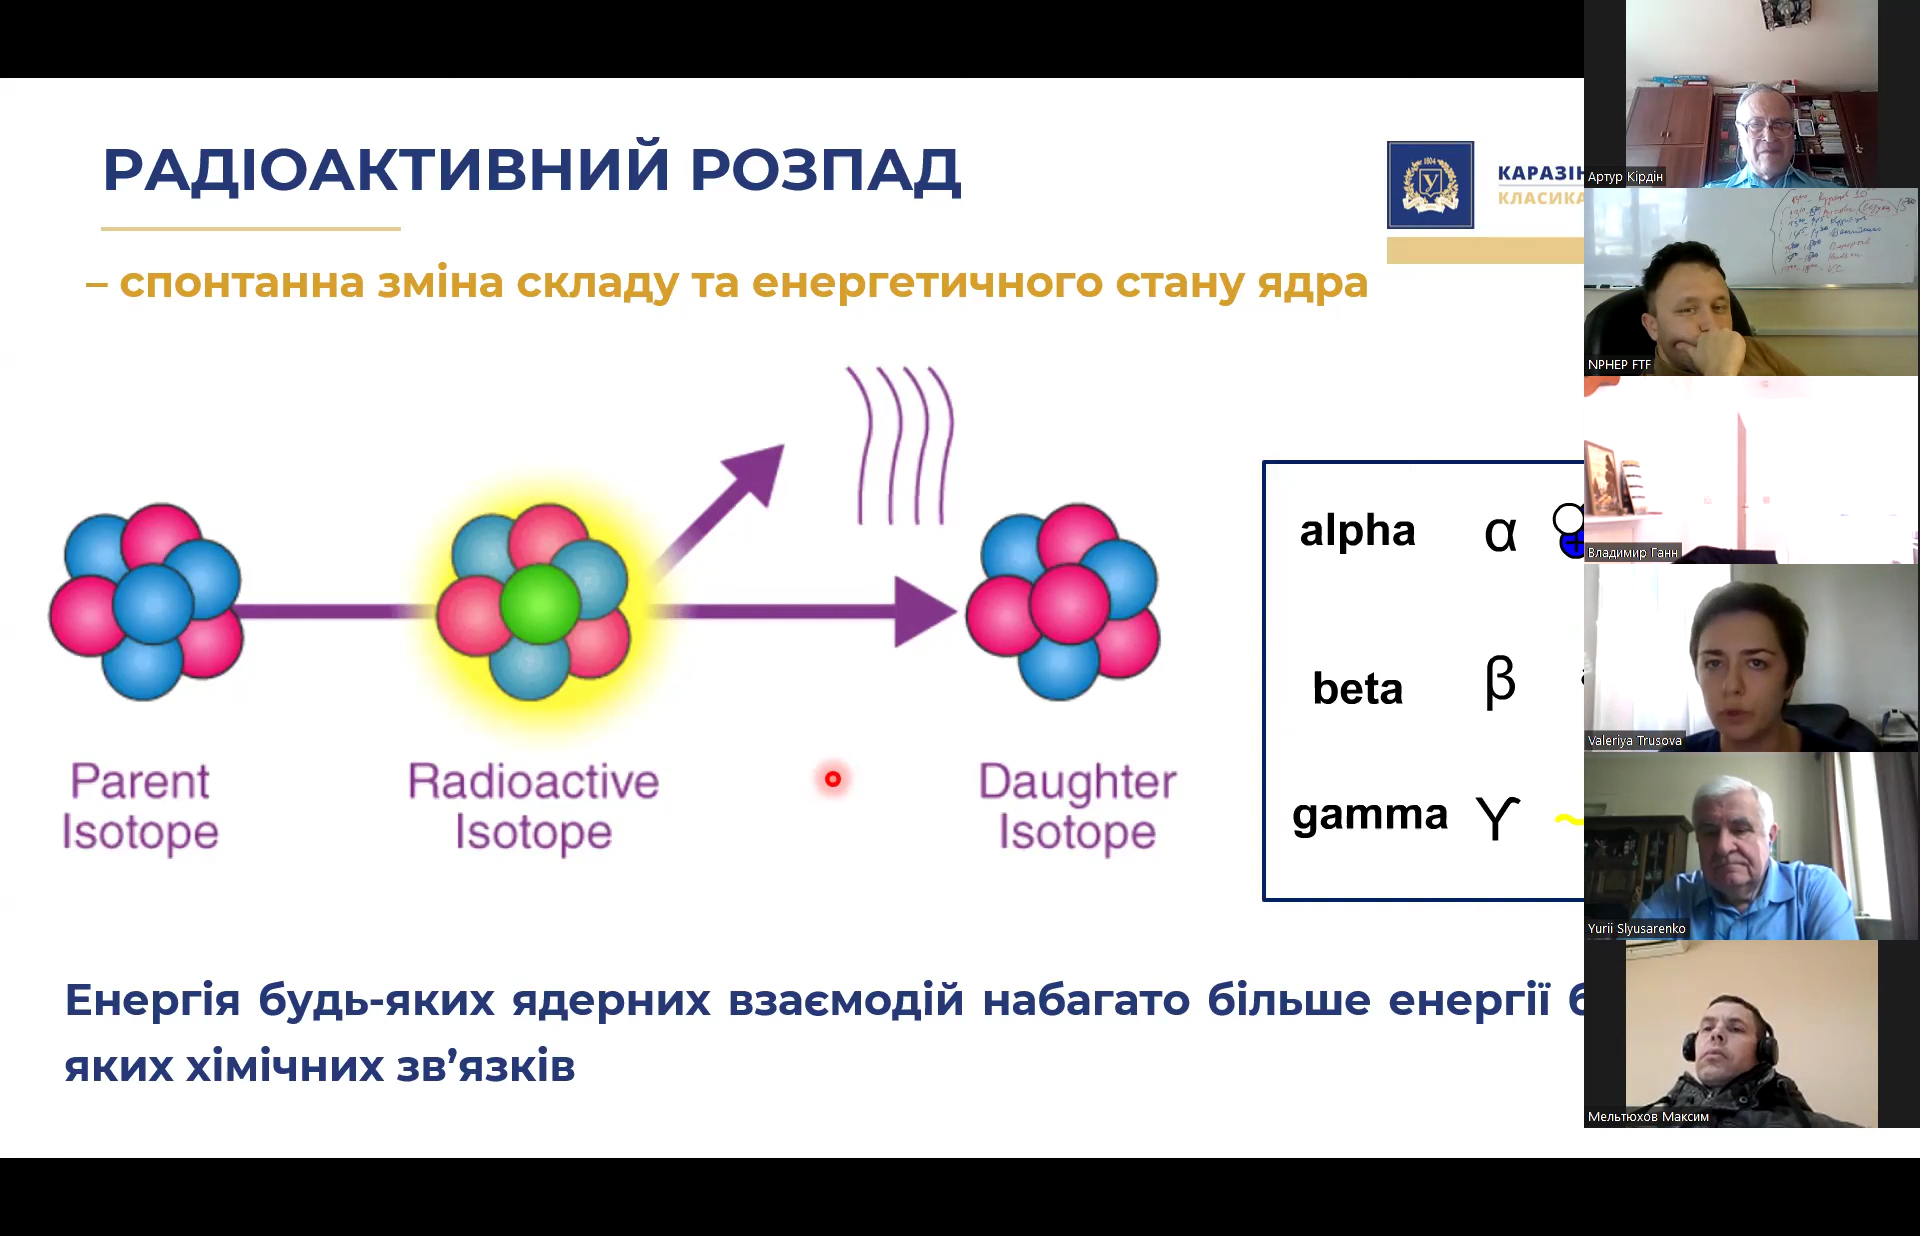 РАДІОАКТИВНИЙ РОЗПАД
1804
У
КАРАЗІН
КЛАСИКА
– спонтанна зміна складу та енергетичного стану ядра
Parent
Isotope
Radioactive
Isotope
Daughter
Isotope
alpha α
beta β
gamma γ
Енергія будь-яких ядерних взаємодій набагато більше енергії
яких хімічних зв’язків
Артур Кірдін
NPHEP FTF
Владимир Ганн
Valeriya Trusova
Yurii Slyusarenko
Мельтюхов Максим